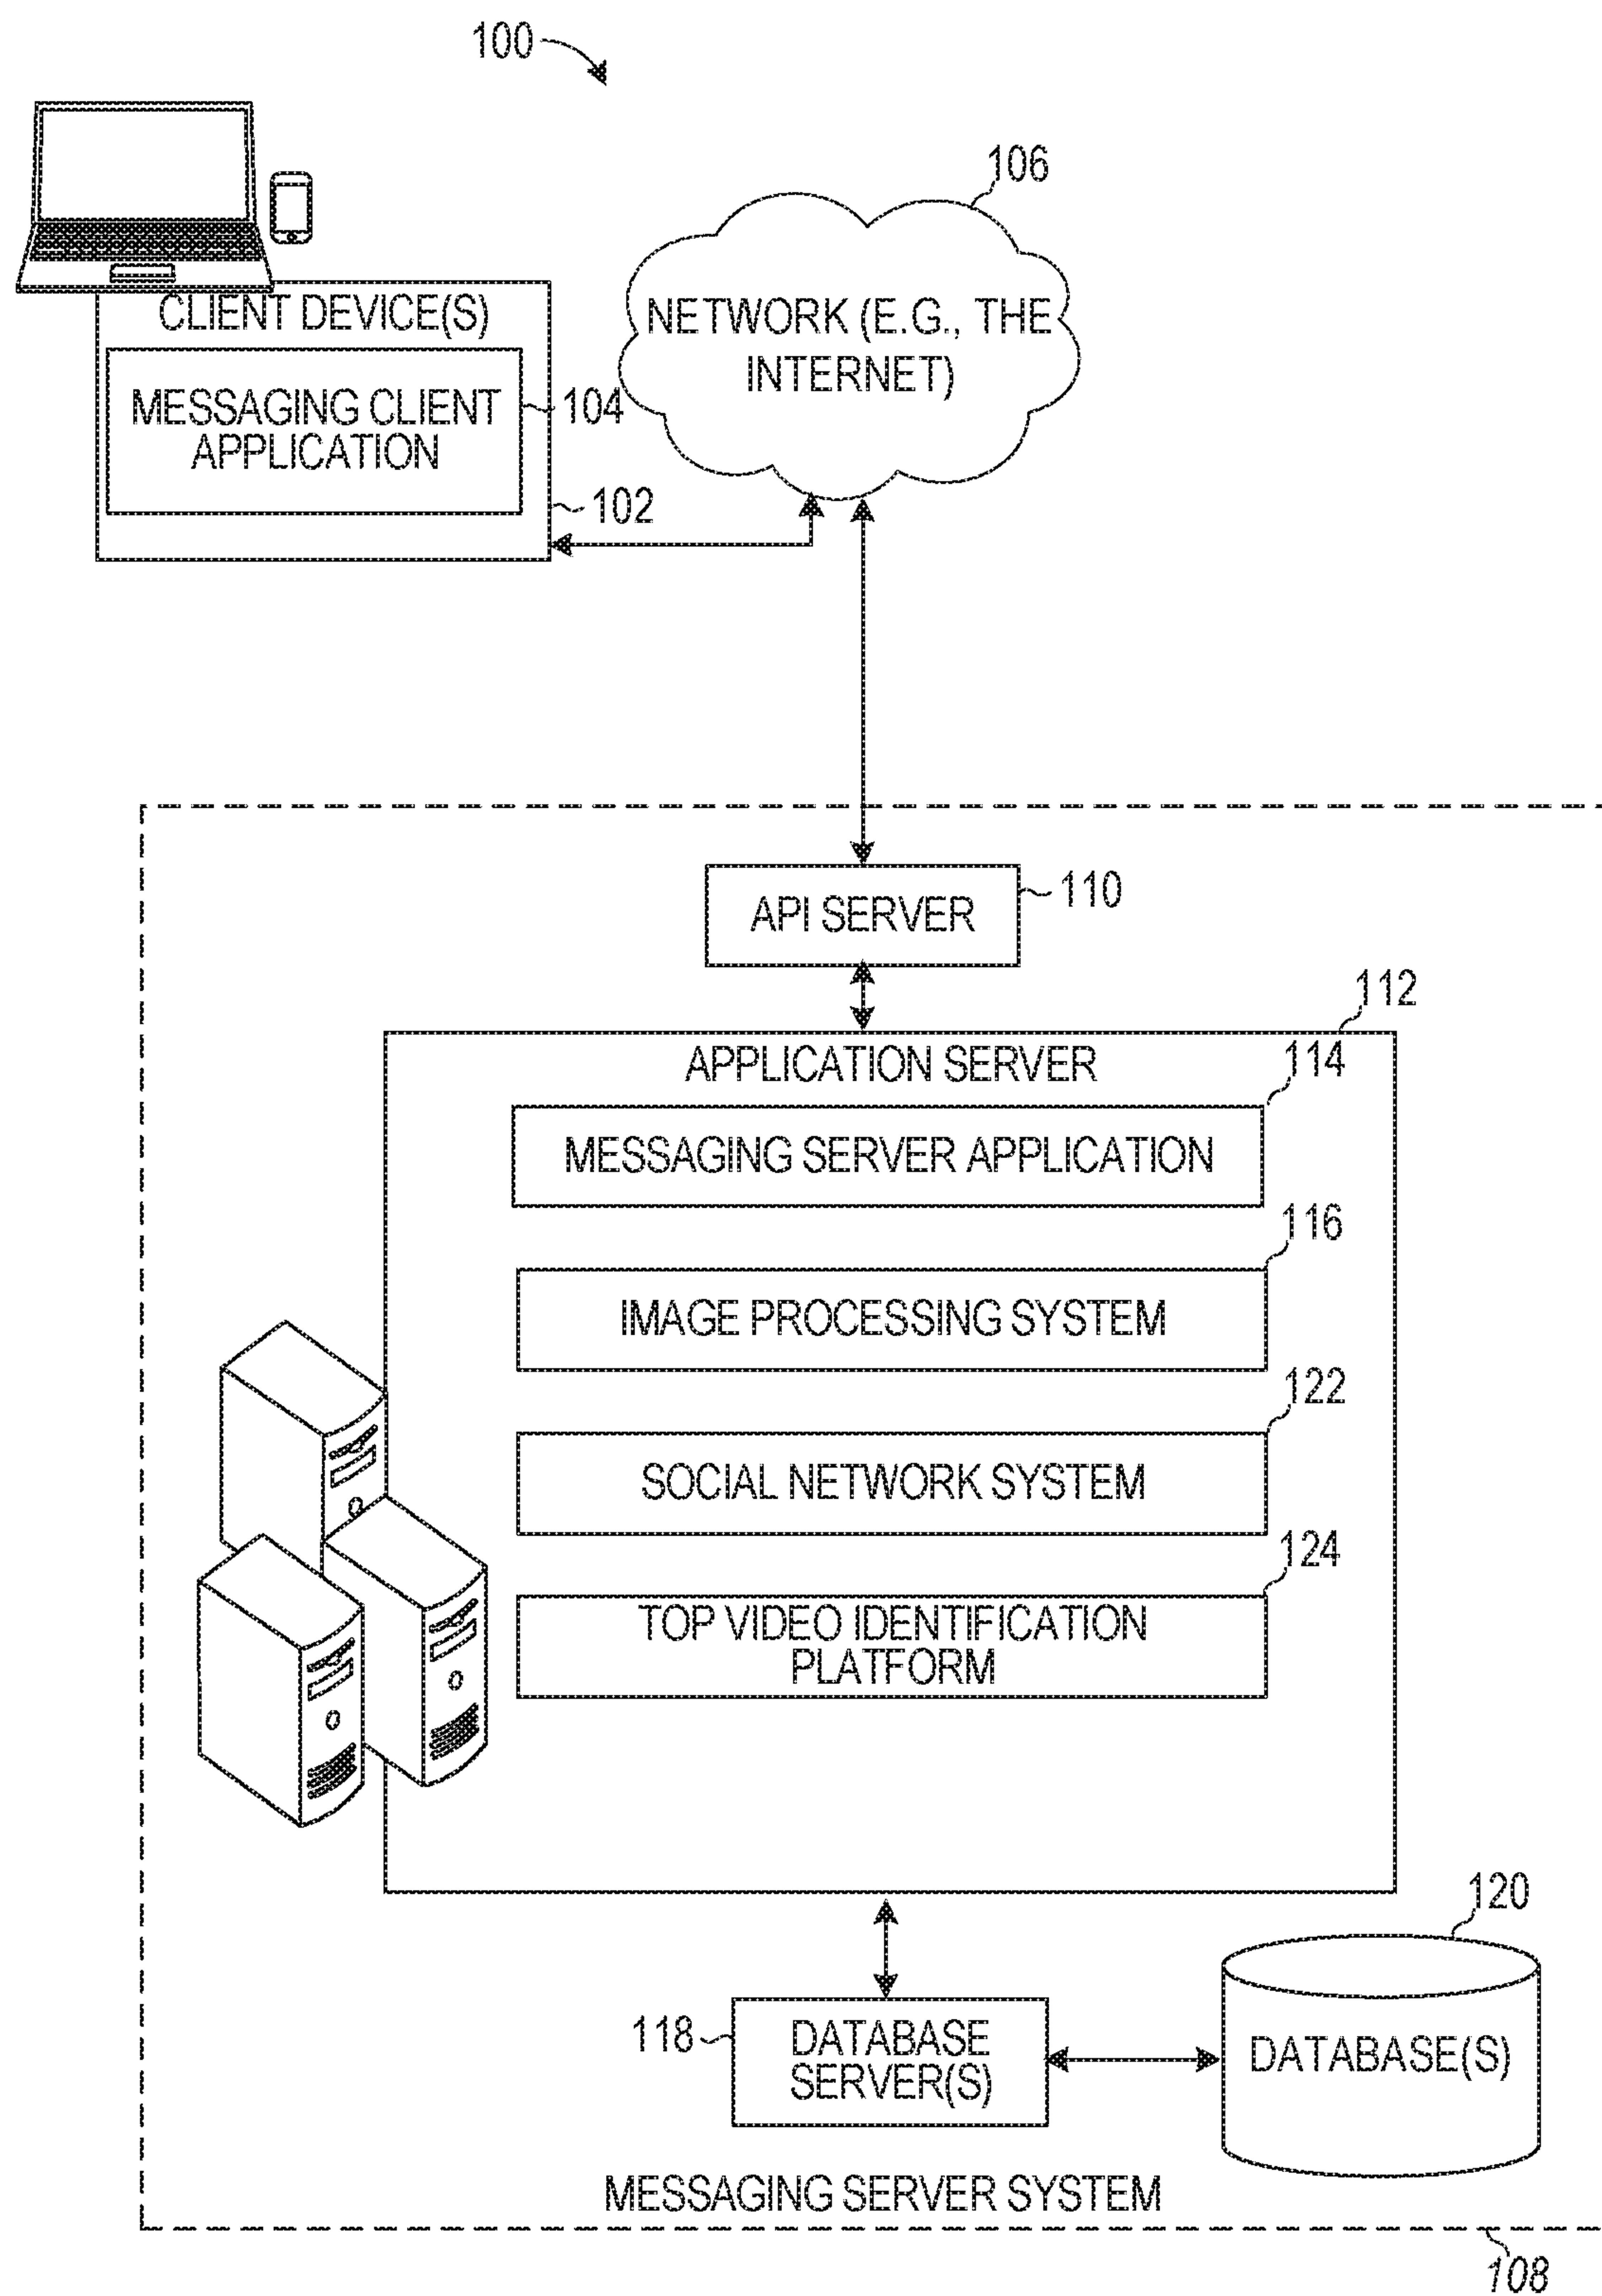 100
106
NETWORK (E.G., THE
INTERNET)
CLIENT DEVICE(S)
MESSAGING CLIENT
APPLICATION
104
102
API SERVER
110
112
APPLICATION SERVER
114
MESSAGING SERVER APPLICATION
116
IMAGE PROCESSING SYSTEM
122
SOCIAL NETWORK SYSTEM
124
TOP VIDEO IDENTIFICATION
PLATFORM
120
118
DATABASE
SERVER(S)
DATABASE(S)
MESSAGING SERVER SYSTEM
108